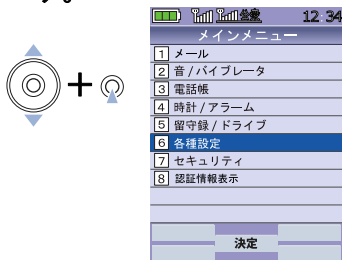 12:34
メインメニュー
1 メール
2 音/バイブレータ
3 電話帳
4 時計/アラーム
5 留守録/ドライブ
6 各種設定
7 セキュリティ
8 認証情報表示
決定